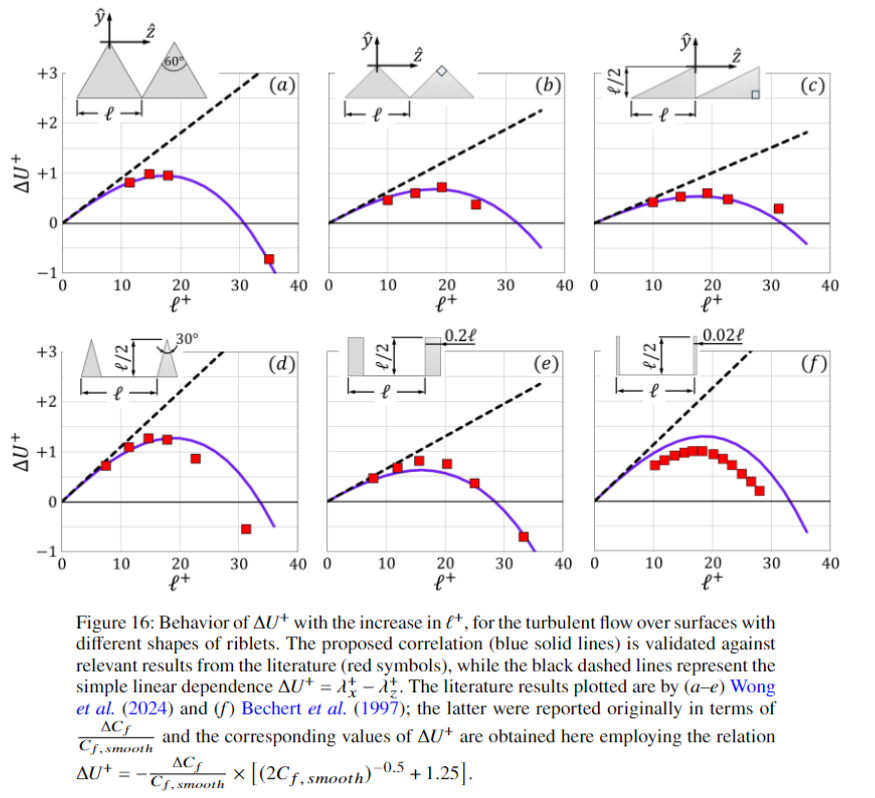 ŷ
ẑ
60°
ℓ
(a)
+3
+2
+1
0
−1
ΔU⁺
0 10 20 30 40
ℓ⁺
ŷ
ẑ
ℓ
(b)
0 10 20 30 40
ℓ⁺
ŷ
ẑ
ℓ/2
ℓ
(c)
0 10 20 30 40
ℓ⁺
30°
ℓ/2
ℓ
(d)
+3
+2
+1
0
−1
ΔU⁺
0 10 20 30 40
ℓ⁺
0.2ℓ
ℓ/2
ℓ
(e)
0 10 20 30 40
ℓ⁺
0.02ℓ
ℓ/2
ℓ
(f)
0 10 20 30 40
ℓ⁺
Figure 16: Behavior of ΔU⁺ with the increase in ℓ⁺, for the turbulent flow over surfaces with
different shapes of riblets. The proposed correlation (blue solid lines) is validated against
relevant results from the literature (red symbols), while the black dashed lines represent the
simple linear dependence ΔU⁺ = λₓ⁺ − λ_z⁺. The literature results plotted are by (a–e) Wong
et al. (2024) and (f) Bechert et al. (1997); the latter were reported originally in terms of
ΔC_f / C_{f, smooth} and the corresponding values of ΔU⁺ are obtained here employing the relation
ΔU⁺ = −ΔC_f / C_{f, smooth} × [(2C_{f, smooth})^{−0.5} + 1.25].